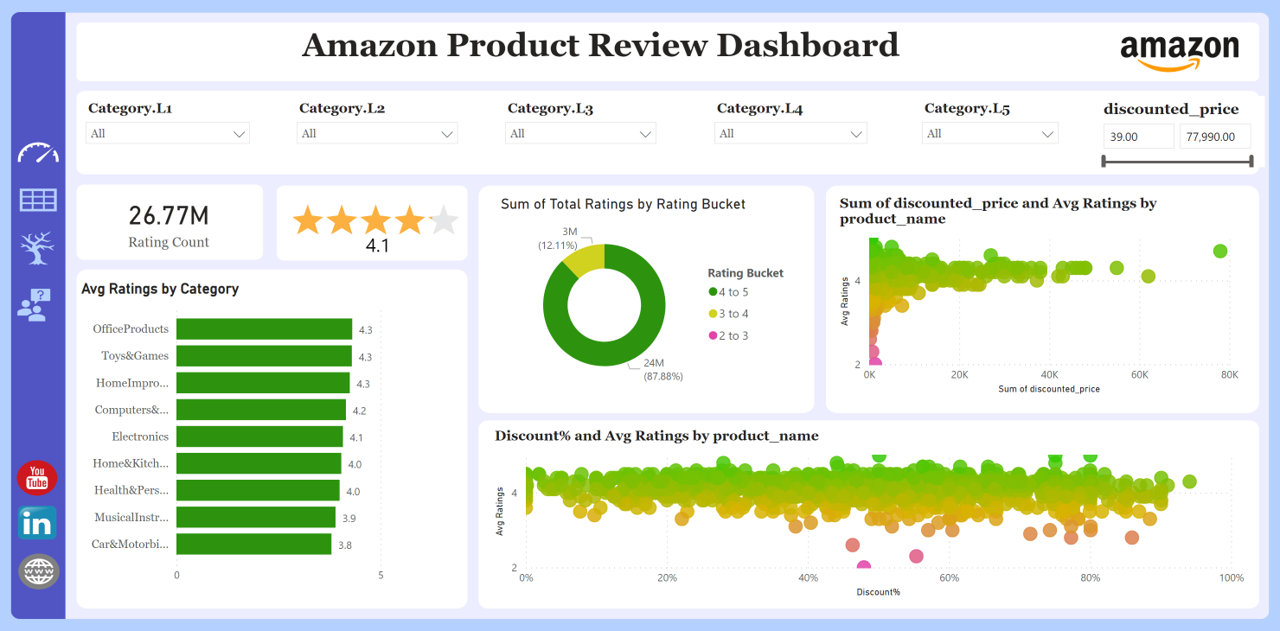 Amazon Product Review Dashboard
amazon
Category.L1
Category.L2
Category.L3
Category.L4
Category.L5
discounted_price
All
All
All
All
All
39.00
77,990.00
26.77M
Rating Count
4.1
Avg Ratings by Category
OfficeProducts
4.3
Toys&Games
4.3
HomeImpro...
4.3
Computers&...
4.2
Electronics
4.1
Home&Kitch...
4.0
Health&Pers...
4.0
MusicalInstr...
3.9
Car&Motorbi...
3.8
0
5
Sum of Total Ratings by Rating Bucket
3M
(12.11%)
24M
(87.88%)
Rating Bucket
4 to 5
3 to 4
2 to 3
Sum of discounted_price and Avg Ratings by
product_name
Avg Ratings
4
2
0K
20K
40K
60K
80K
Sum of discounted_price
Discount% and Avg Ratings by product_name
Avg Ratings
4
2
0%
20%
40%
60%
80%
100%
Discount%
?
You
Tube
in
WWW